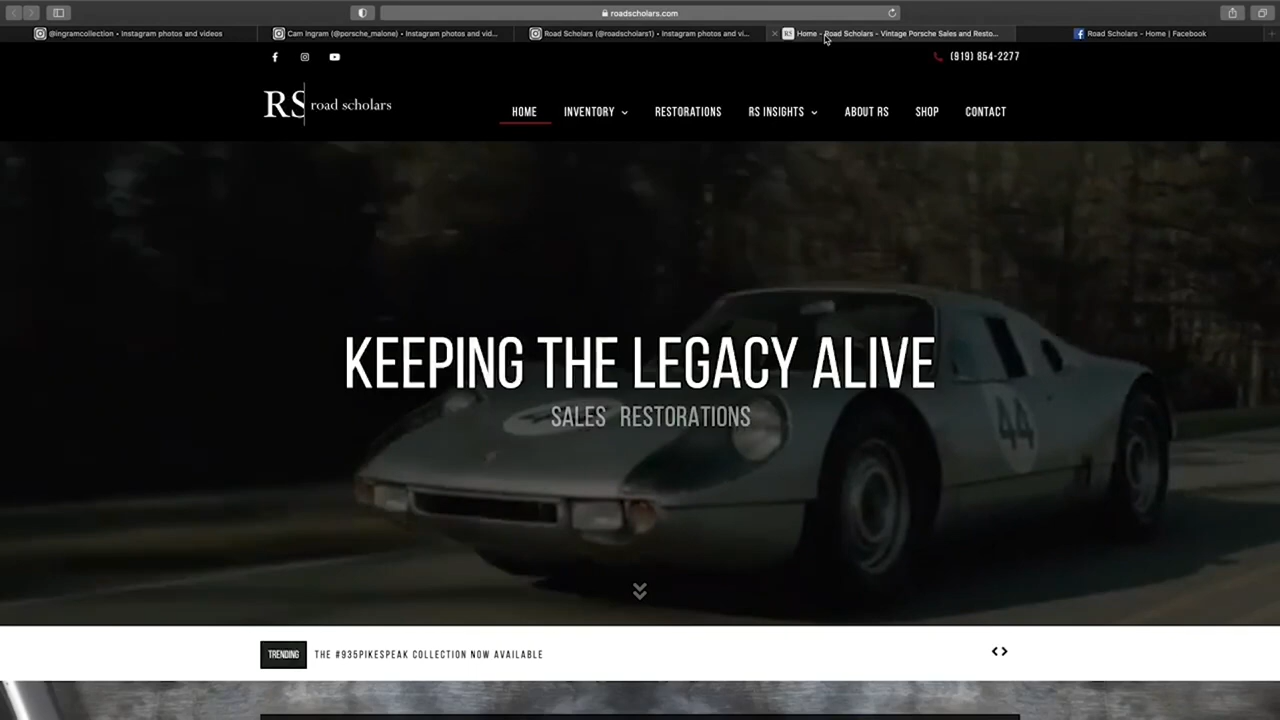 roadscholars.com
@ingramcollection • Instagram photos and videos
Cam Ingram (@porsche_malone) • Instagram photos and vid...
Road Scholars (@roadscholars1) • Instagram photos and vi...
RS Home - Road Scholars - Vintage Porsche Sales and Resto...
Road Scholars - Home | Facebook
(919) 854-2277
RS road scholars
HOME
INVENTORY
RESTORATIONS
RS INSIGHTS
ABOUT RS
SHOP
CONTACT
KEEPING THE LEGACY ALIVE
SALES RESTORATIONS
44
TRENDING
THE #935PIKESPEAK COLLECTION NOW AVAILABLE